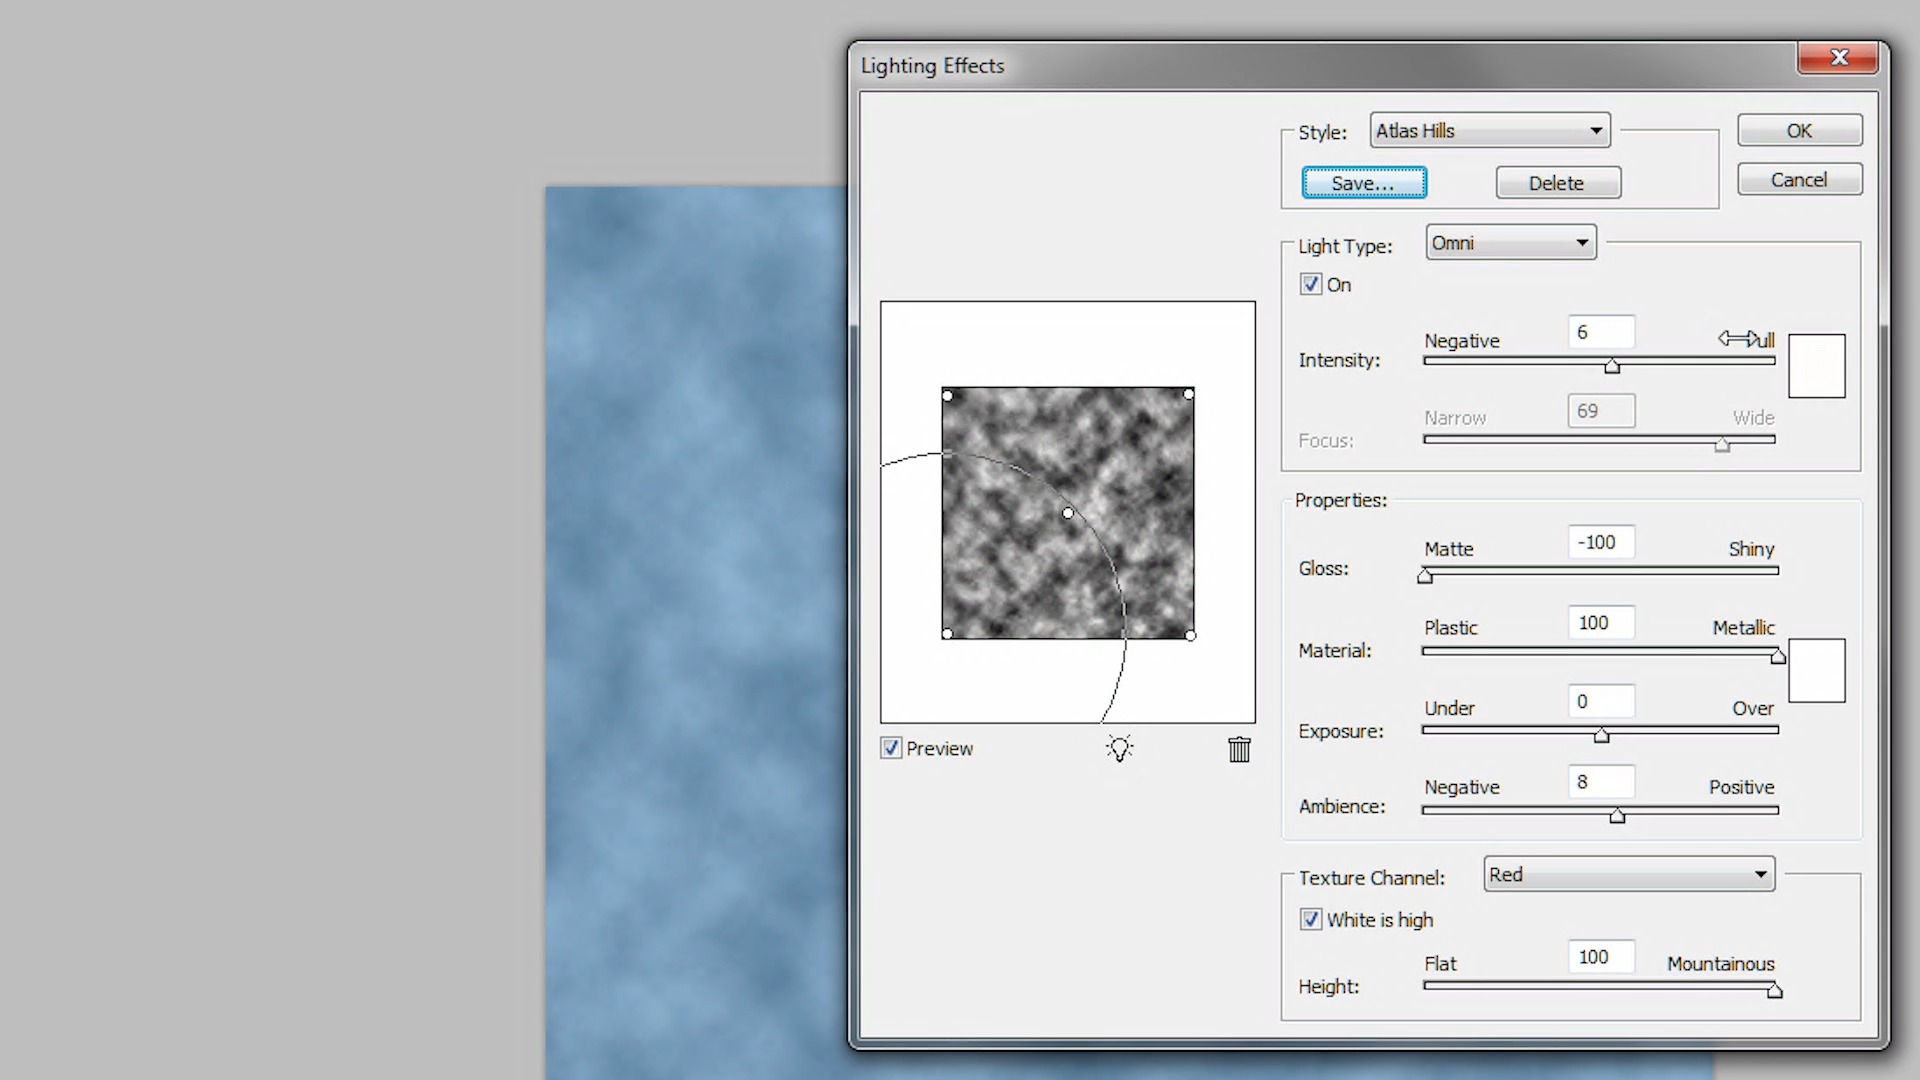 Lighting Effects
Style: Atlas Hills
OK
Save...
Delete
Cancel
Light Type: Omni
On
Negative 6
Intensity:
Narrow 69 Wide
Focus:
Properties:
Matte -100 Shiny
Gloss:
Plastic 100 Metallic
Material:
Under 0 Over
Exposure:
Preview
Negative 8 Positive
Ambience:
Texture Channel: Red
White is high
Flat 100 Mountainous
Height: